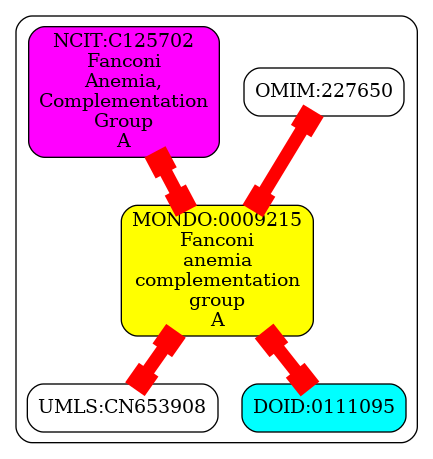 NCIT:C125702
Fanconi
Anemia,
Complementation
Group
A
OMIM:227650
MONDO:0009215
Fanconi
anemia
complementation
group
A
UMLS:CN653908
DOID:0111095